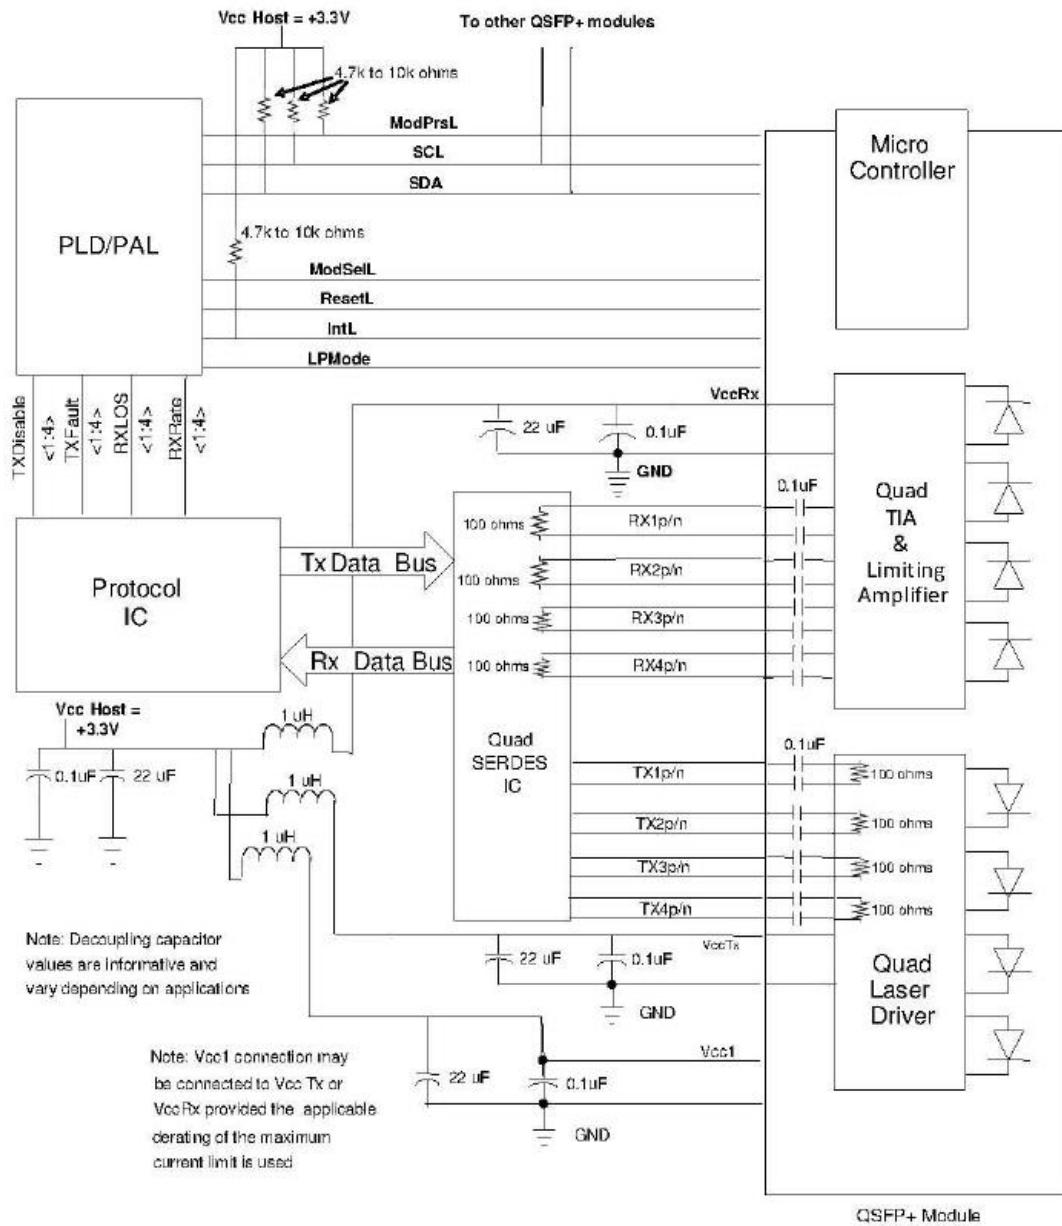 Vcc Host = +3.3V
To other QSFP+ modules
4.7k to 10k ohms
ModPrsL
SCL
SDA
Micro
Controller
PLD/PAL
4.7k to 10k ohms
ModSelL
ResetL
IntL
LPMode
TXDisable
<1:4>
TXFault
<1:4>
RXLOS
<1:4>
RXRate
<1:4>
VccRx
22 uF
0.1uF
GND
Protocol
IC
Tx Data Bus
Rx Data Bus
100 ohms
100 ohms
100 ohms
100 ohms
Quad
SERDES
IC
RX1p/n
RX2p/n
RX3p/n
RX4p/n
0.1uF
Quad
TIA
&
Limiting
Amplifier
Vcc Host =
+3.3V
0.1uF
22 uF
1 uH
1 uH
1 uH
TX1p/n
TX2p/n
TX3p/n
TX4p/n
0.1uF
100 ohms
100 ohms
100 ohms
100 ohms
Quad
Laser
Driver
VccTx
22 uF
0.1uF
GND
Note: Decoupling capacitor
values are informative and
vary depending on applications
Vcc1
22 uF
0.1uF
GND
Note: Vcc1 connection may
be connected to Vcc Tx or
VccRx provided the applicable
derating of the maximum
current limit is used
QSFP+ Module